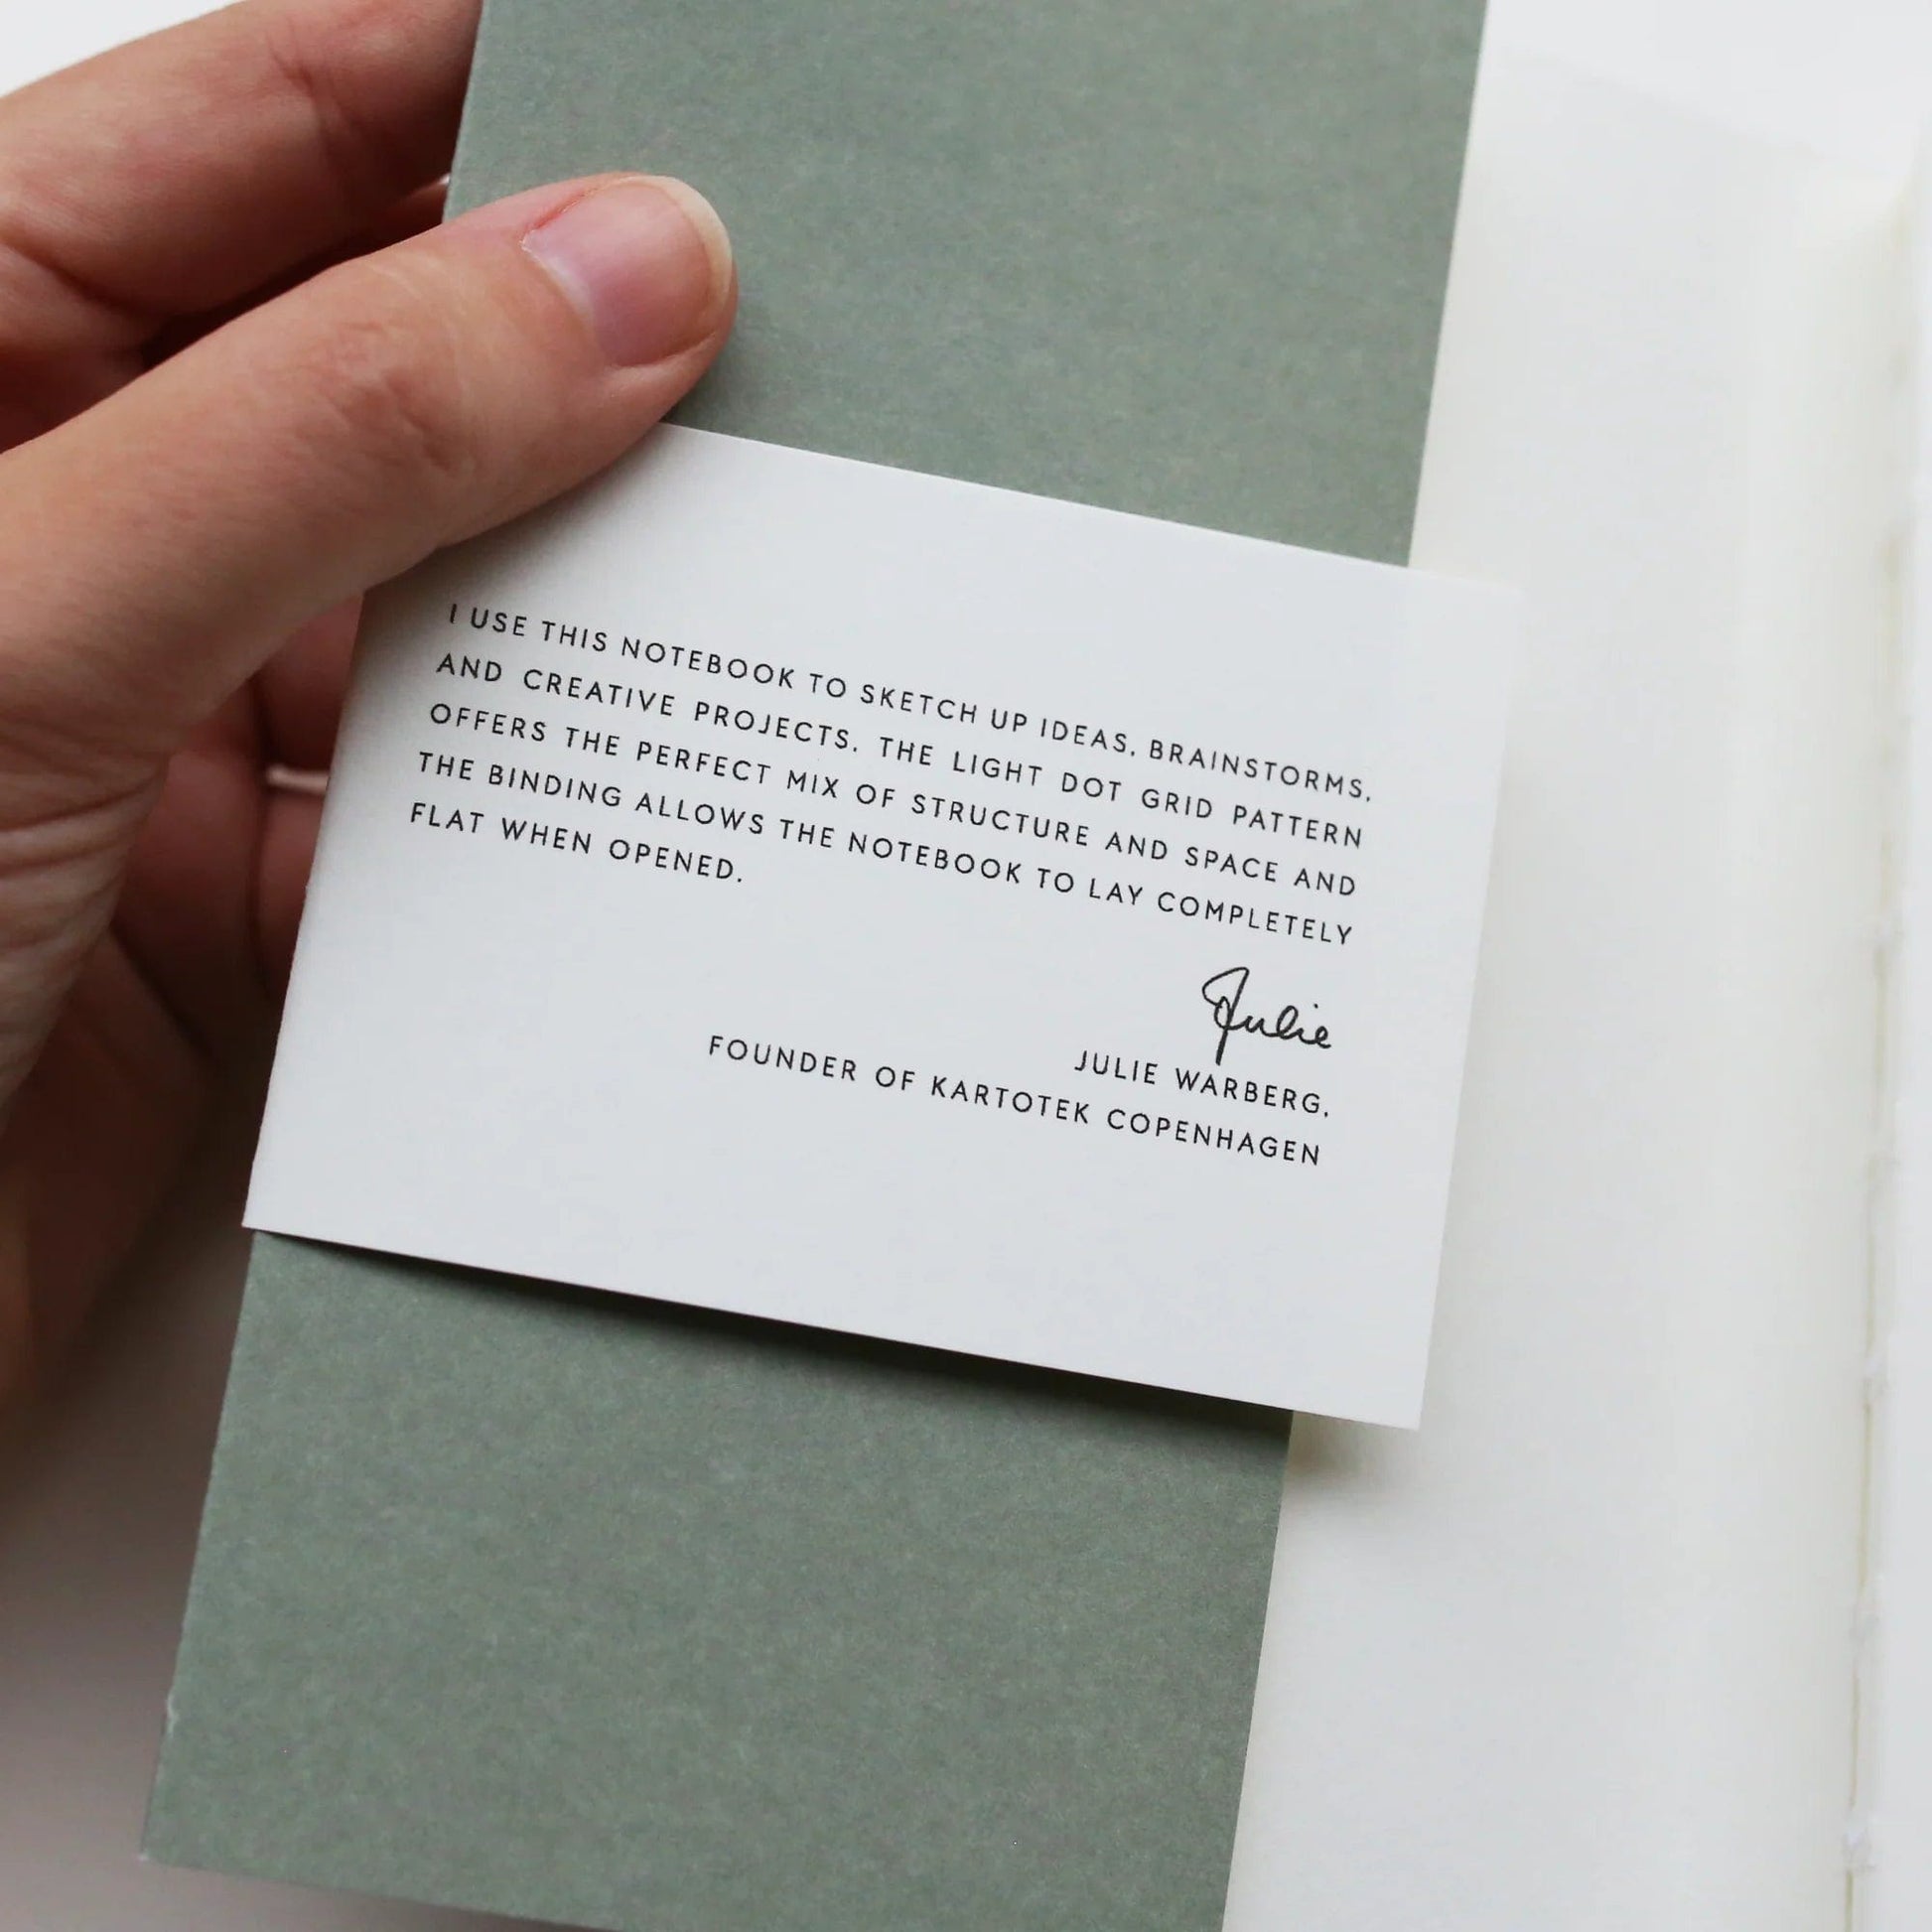 I USE THIS NOTEBOOK TO SKETCH UP IDEAS, BRAINSTORMS,
AND CREATIVE PROJECTS. THE LIGHT DOT GRID PATTERN
OFFERS THE PERFECT MIX OF STRUCTURE AND SPACE AND
THE BINDING ALLOWS THE NOTEBOOK TO LAY COMPLETELY
FLAT WHEN OPENED.
Julie
JULIE WARBERG,
FOUNDER OF KARTOTEK COPENHAGEN